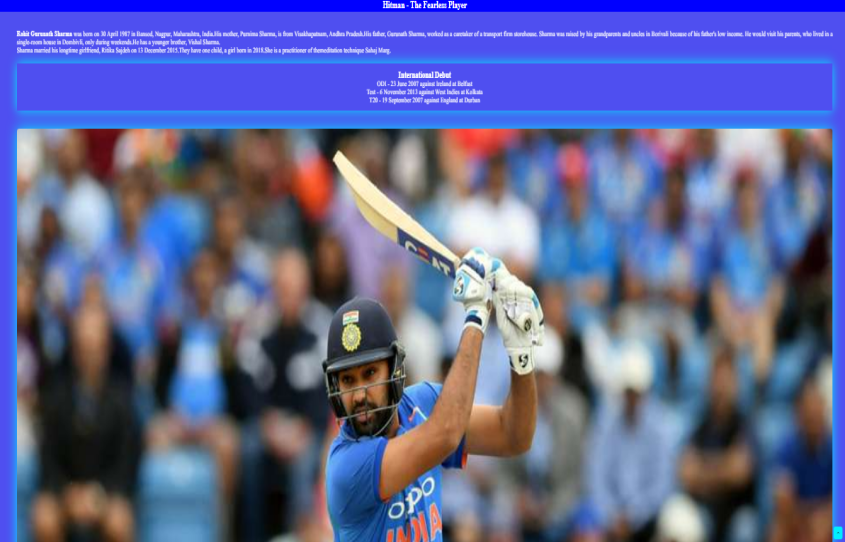 Hitman - The Fearless Player
Rohit Gurunath Sharma was born on 30 April 1987 in Bansod, Nagpur, Maharashtra, India.His mother, Purnima Sharma, is from Visakhapatnam, Andhra Pradesh.His father, Gurunath Sharma, worked as a caretaker of a transport firm storehouse. Sharma was raised by his grandparents and uncles in Borivali because of his father's low income. He would visit his parents, who lived in a
single-room house in Dombivli, only during weekends.He has a younger brother, Vishal Sharma.
Sharma married his longtime girlfriend, Ritika Sajdeh on 13 December 2015.They have one child, a girl born in 2018.She is a practitioner of themeditation technique Sahaj Marg.
International Debut
ODI - 23 June 2007 against Ireland at Belfast
Test - 6 November 2013 against West Indies at Kolkata
T20 - 19 September 2007 against England at Durban
CEAT
oppo
INDIA